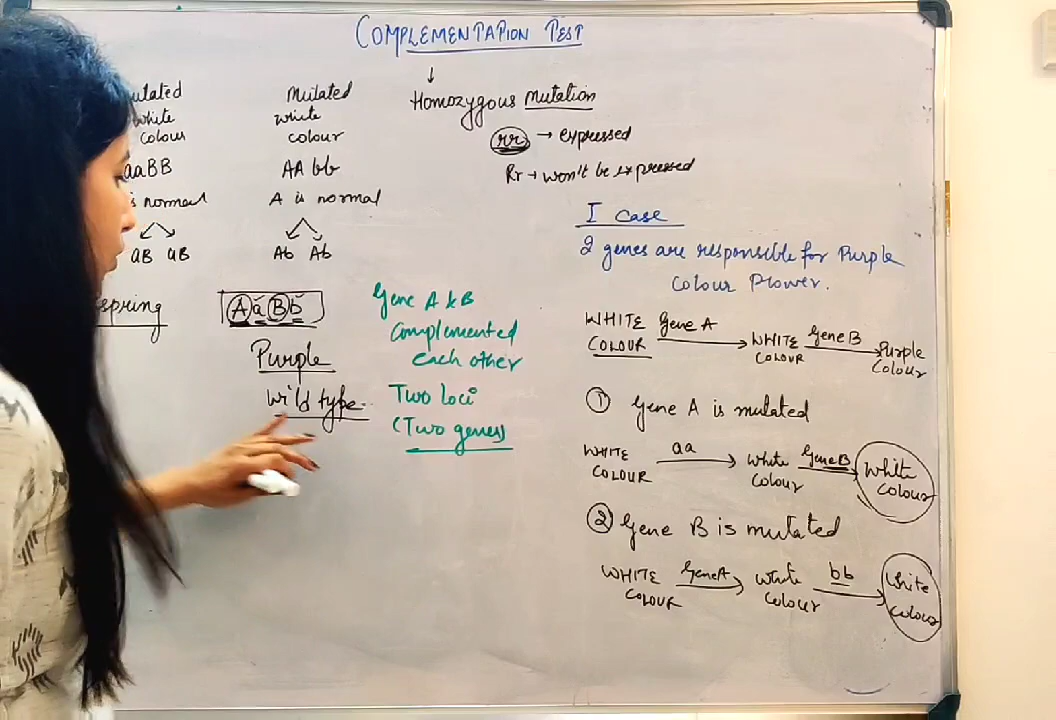 COMPLEMENTATION TEST
↓
Homozygous Mutation
rr → expressed
Rr → won't be expressed
utated
white
colour
aaBB
is normal
aB aB
spring
Mutated
white
colour
AA bb
A is normal
Ab Ab
A a B b
Purple
wild type
Gene A & B
complemented
each other
Two loci
(Two genes)
I case
2 genes are responsible for Purple
colour Flower.
WHITE COLOUR Gene A → WHITE COLOUR Gene B → Purple Colour
① Gene A is mutated
WHITE COLOUR aa → white colour Gene B → white colour
② Gene B is mutated
WHITE COLOUR Gene A → white colour bb → white colour